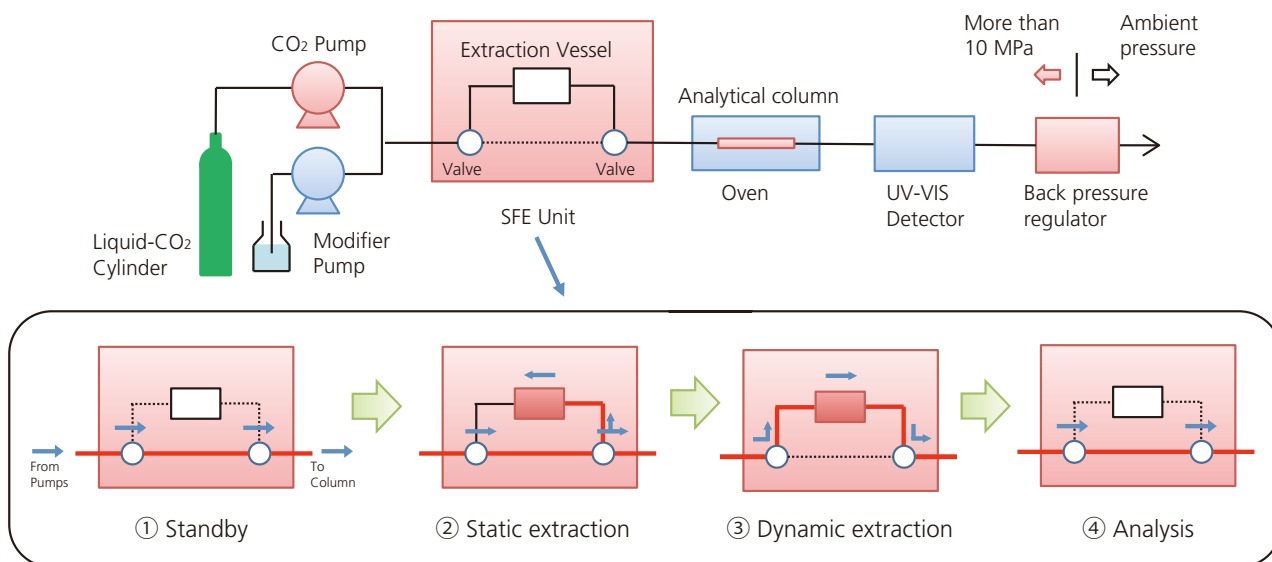 CO₂ Pump
Extraction Vessel
More than
10 MPa
Ambient
pressure
Analytical column
Valve
Valve
Oven
UV-VIS
Detector
Back pressure
regulator
SFE Unit
Liquid-CO₂
Cylinder
Modifier
Pump
From
Pumps
To
Column
① Standby
② Static extraction
③ Dynamic extraction
④ Analysis